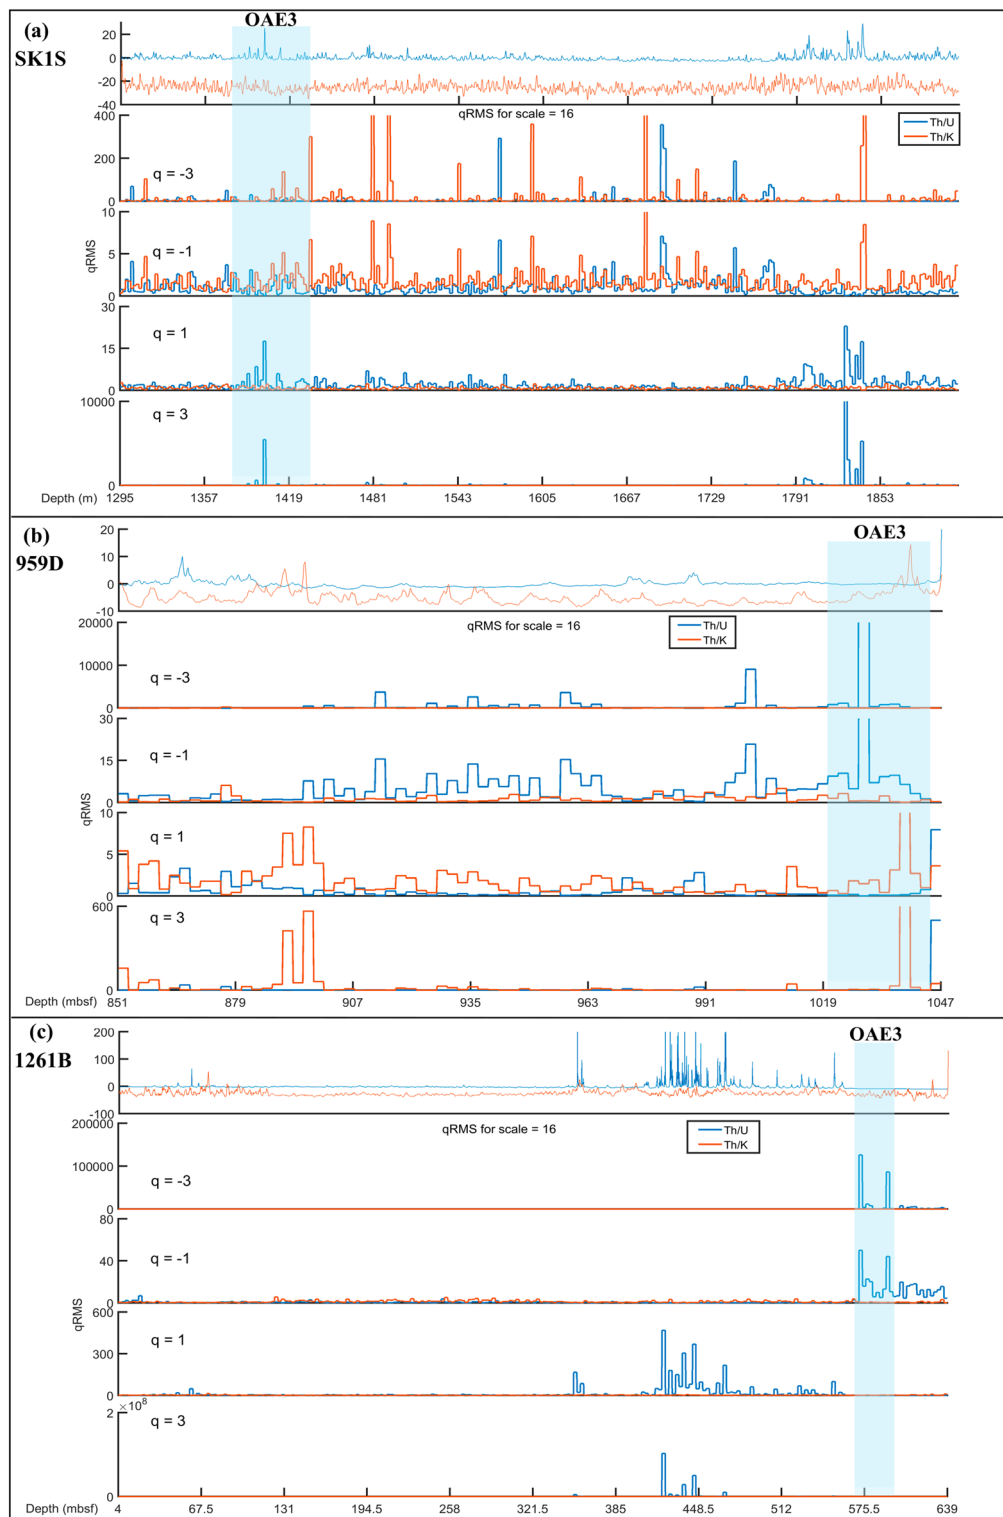 (a)
OAE3
SK1S
20
0
-20
-40
qRMS for scale = 16
Th/U
Th/K
400
200
0
q = -3
10
5
0
q = -1
qRMS
30
15
0
q = 1
10000
0
q = 3
Depth (m)
1295 1357 1419 1481 1543 1605 1667 1729 1791 1853
(b)
OAE3
959D
20
10
0
-10
qRMS for scale = 16
Th/U
Th/K
20000
10000
0
q = -3
30
15
0
q = -1
qRMS
10
5
0
q = 1
600
0
q = 3
Depth (mbsf)
851 879 907 935 963 991 1019 1047
(c)
OAE3
1261B
200
100
0
-100
qRMS for scale = 16
Th/U
Th/K
200000
100000
0
q = -3
80
40
0
q = -1
qRMS
600
300
0
q = 1
×10⁸
2
0
q = 3
Depth (mbsf)
4 67.5 131 194.5 258 321.5 385 448.5 512 575.5 639